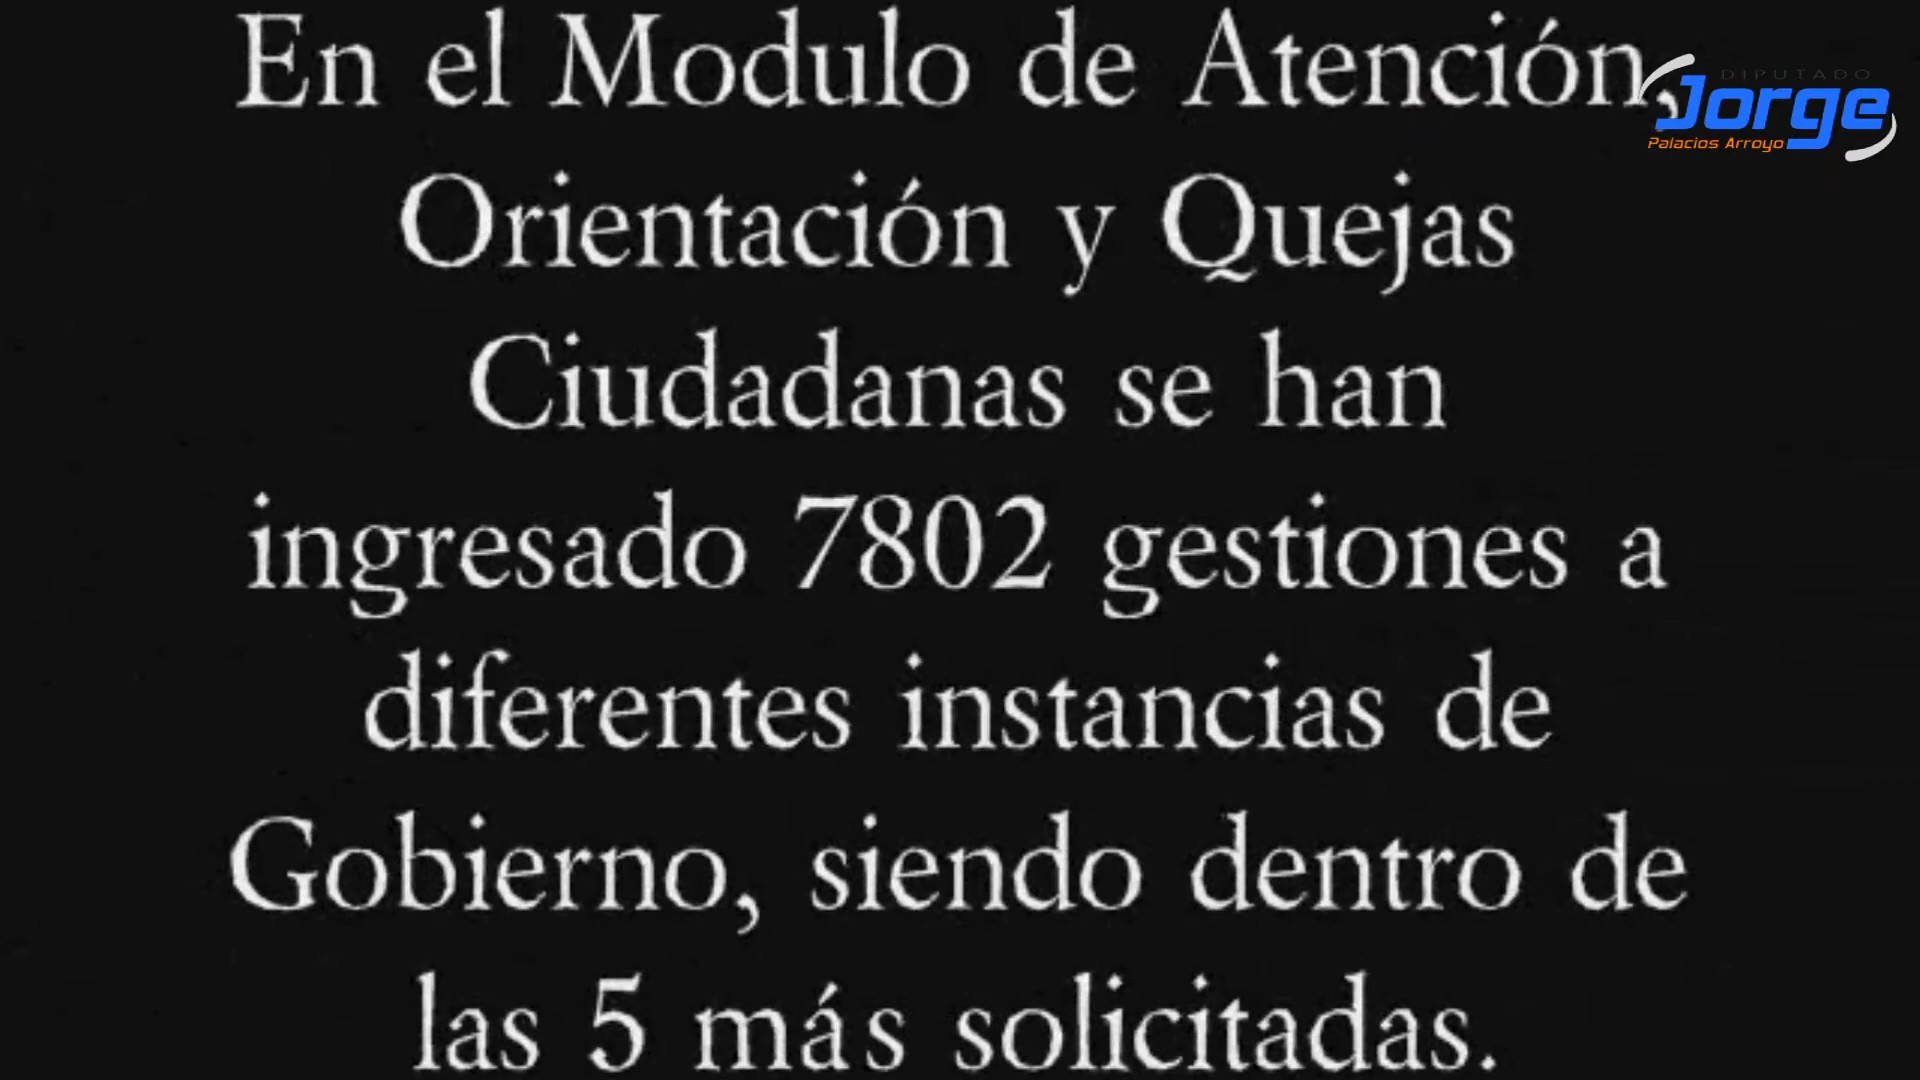 En el Modulo de Atención,
DIPUTADO
Jorge
Palacios Arroyo
Orientación y Quejas
Ciudadanas se han
ingresado 7802 gestiones a
diferentes instancias de
Gobierno, siendo dentro de
las 5 más solicitadas.